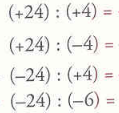 (+24) : (+4) =
(+24) : (–4) =
(–24) : (+4) =
(–24) : (–6) =